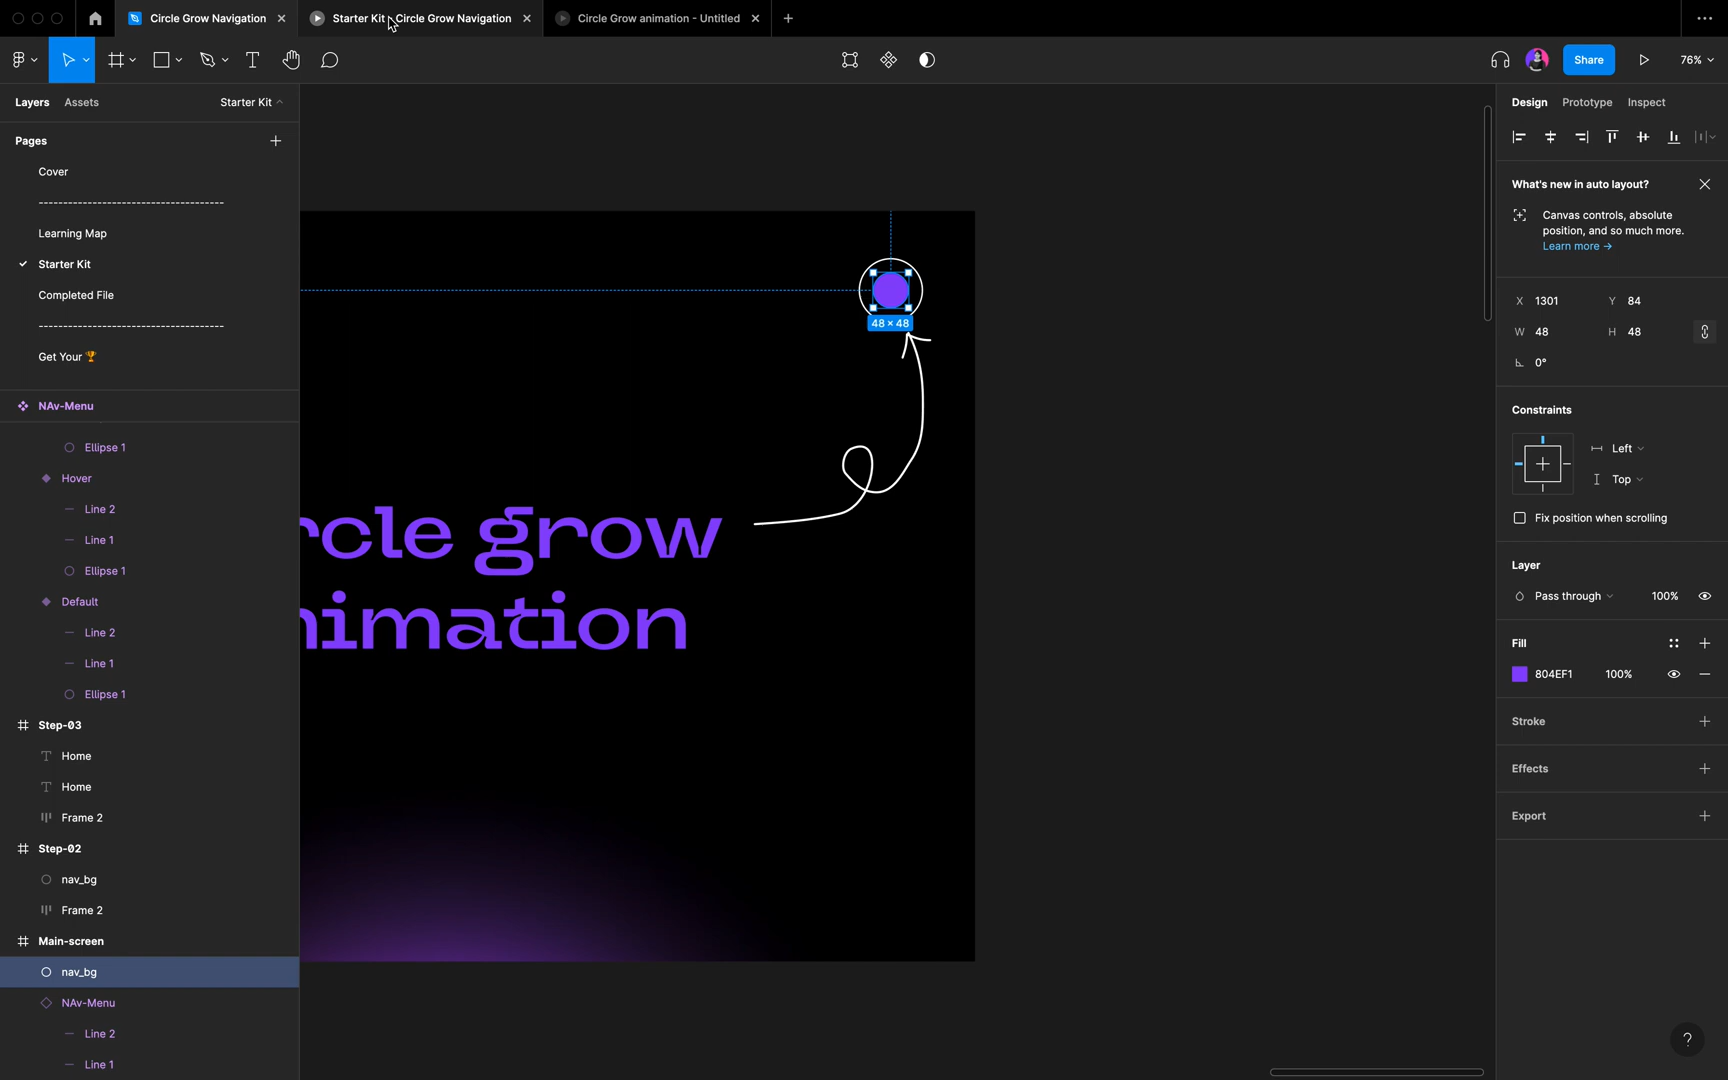 Circle Grow Navigation
Starter Kit - Circle Grow Navigation
Circle Grow animation - Untitled
Share
76%
Layers
Assets
Starter Kit
Pages
Cover
--------------------------------------
Learning Map
Starter Kit
Completed File
--------------------------------------
Get Your 🏆
NAv-Menu
Ellipse 1
Hover
Line 2
Line 1
Ellipse 1
Default
Line 2
Line 1
Ellipse 1
Step-03
Home
Home
Frame 2
Step-02
nav_bg
Frame 2
Main-screen
nav_bg
NAv-Menu
Line 2
Line 1
48 × 48
rcle grow
nimation
Design
Prototype
Inspect
What's new in auto layout?
Canvas controls, absolute
position, and so much more.
Learn more →
X 1301
Y 84
W 48
H 48
0°
Constraints
Left
Top
Fix position when scrolling
Layer
Pass through
100%
Fill
804EF1
100%
Stroke
Effects
Export
?